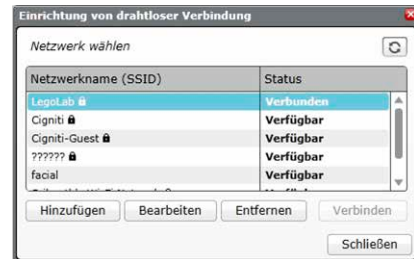 Einrichtung von drahtloser Verbindung
Netzwerk wählen
Netzwerkname (SSID) Status
LegoLab Verbunden
Cigniti Verfügbar
Cigniti-Guest Verfügbar
?????? Verfügbar
facial Verfügbar
Hinzufügen Bearbeiten Entfernen Verbinden
Schließen